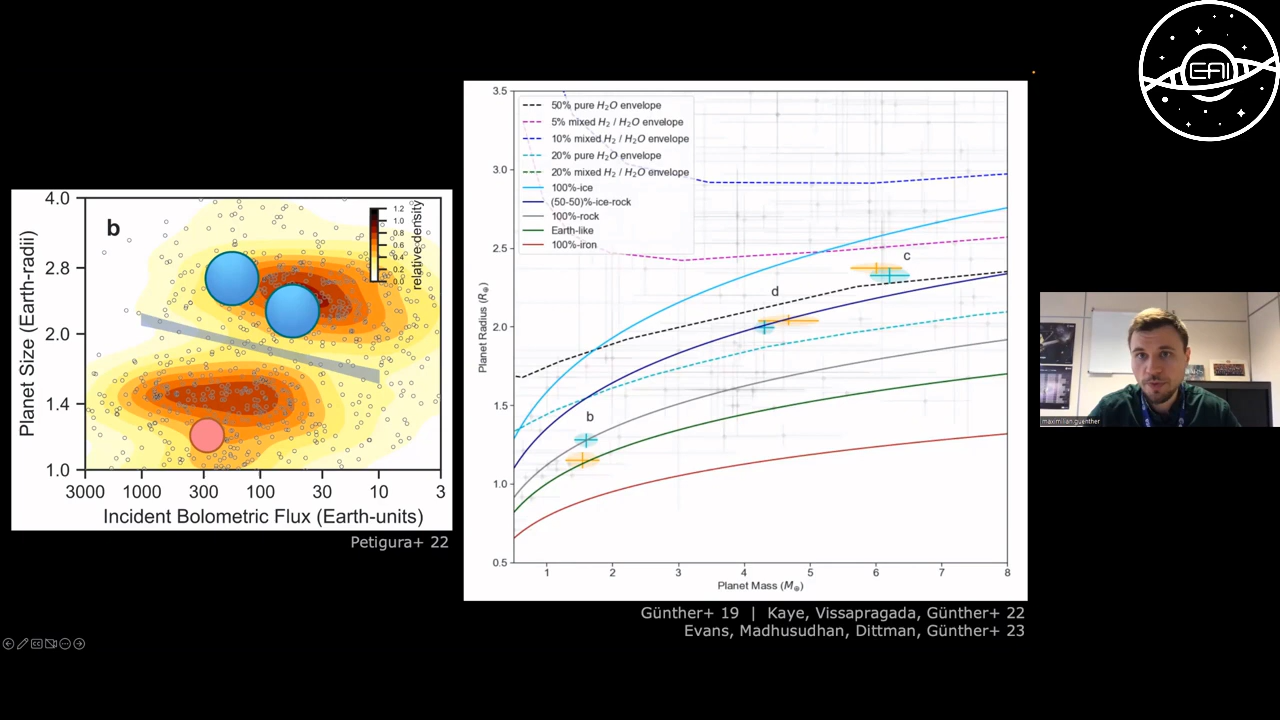 EAI
b
4.0
2.8
2.0
1.4
1.0
Planet Size (Earth-radii)
1.2
1.0
0.8
0.6
0.4
0.2
0.0
relative density
3000 1000 300 100 30 10 3
Incident Bolometric Flux (Earth-units)
Petigura+ 22
3.5
3.0
2.5
2.0
1.5
1.0
0.5
Planet Radius (R⊕)
50% pure H₂O envelope
5% mixed H₂ / H₂O envelope
10% mixed H₂ / H₂O envelope
20% pure H₂O envelope
20% mixed H₂ / H₂O envelope
100%-ice
(50-50)%-ice-rock
100%-rock
Earth-like
100%-iron
c
d
b
1 2 3 4 5 6 7 8
Planet Mass (M⊕)
Günther+ 19 | Kaye, Vissapragada, Günther+ 22
Evans, Madhusudhan, Dittman, Günther+ 23
maximilian.guenther